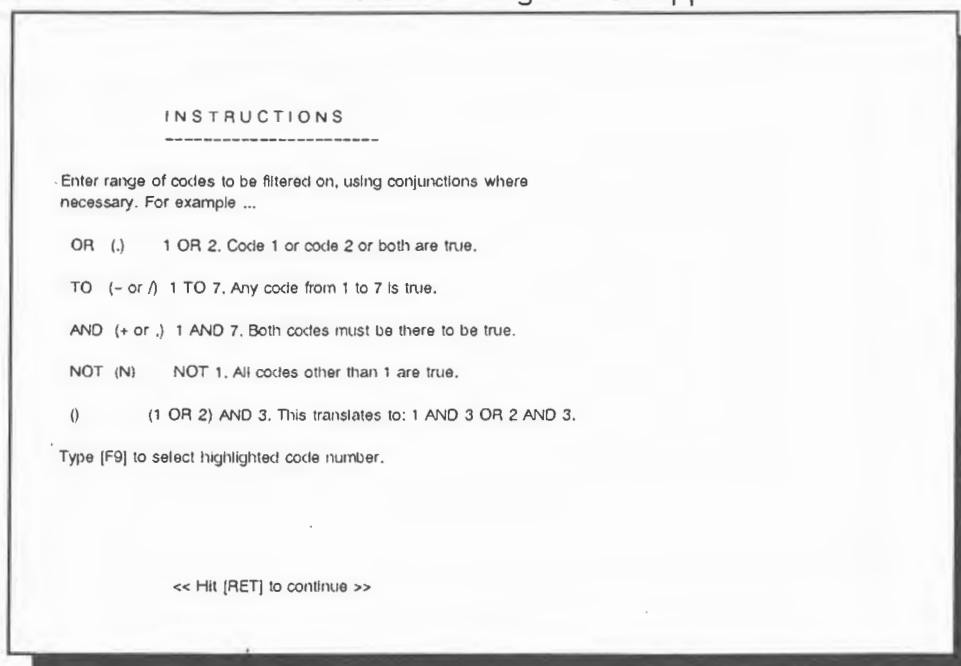 INSTRUCTIONS
-----------------------
Enter range of codes to be filtered on, using conjunctions where
necessary. For example ...
OR (.) 1 OR 2. Code 1 or code 2 or both are true.
TO (- or /) 1 TO 7. Any code from 1 to 7 is true.
AND (+ or ,) 1 AND 7. Both codes must be there to be true.
NOT (N) NOT 1. All codes other than 1 are true.
() (1 OR 2) AND 3. This translates to: 1 AND 3 OR 2 AND 3.
Type [F9] to select highlighted code number.
<< Hit [RET] to continue >>